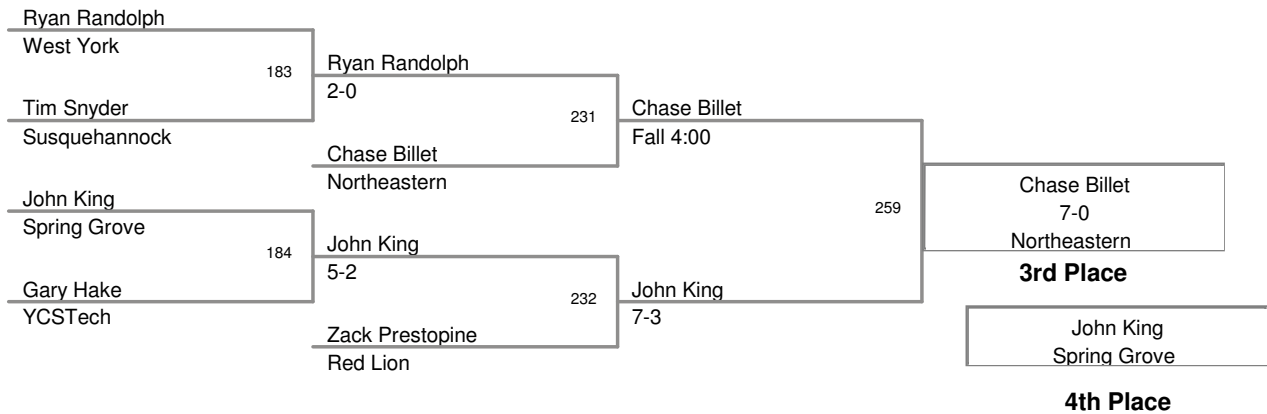 Ryan Randolph
West York
183
Tim Snyder
Susquehannock
Ryan Randolph
2-0
231
Chase Billet
Northeastern
John King
Spring Grove
184
Gary Hake
YCSTech
John King
5-2
232
Zack Prestopine
Red Lion
Chase Billet
Fall 4:00
259
John King
7-3
Chase Billet
7-0
Northeastern
3rd Place
John King
Spring Grove
4th Place